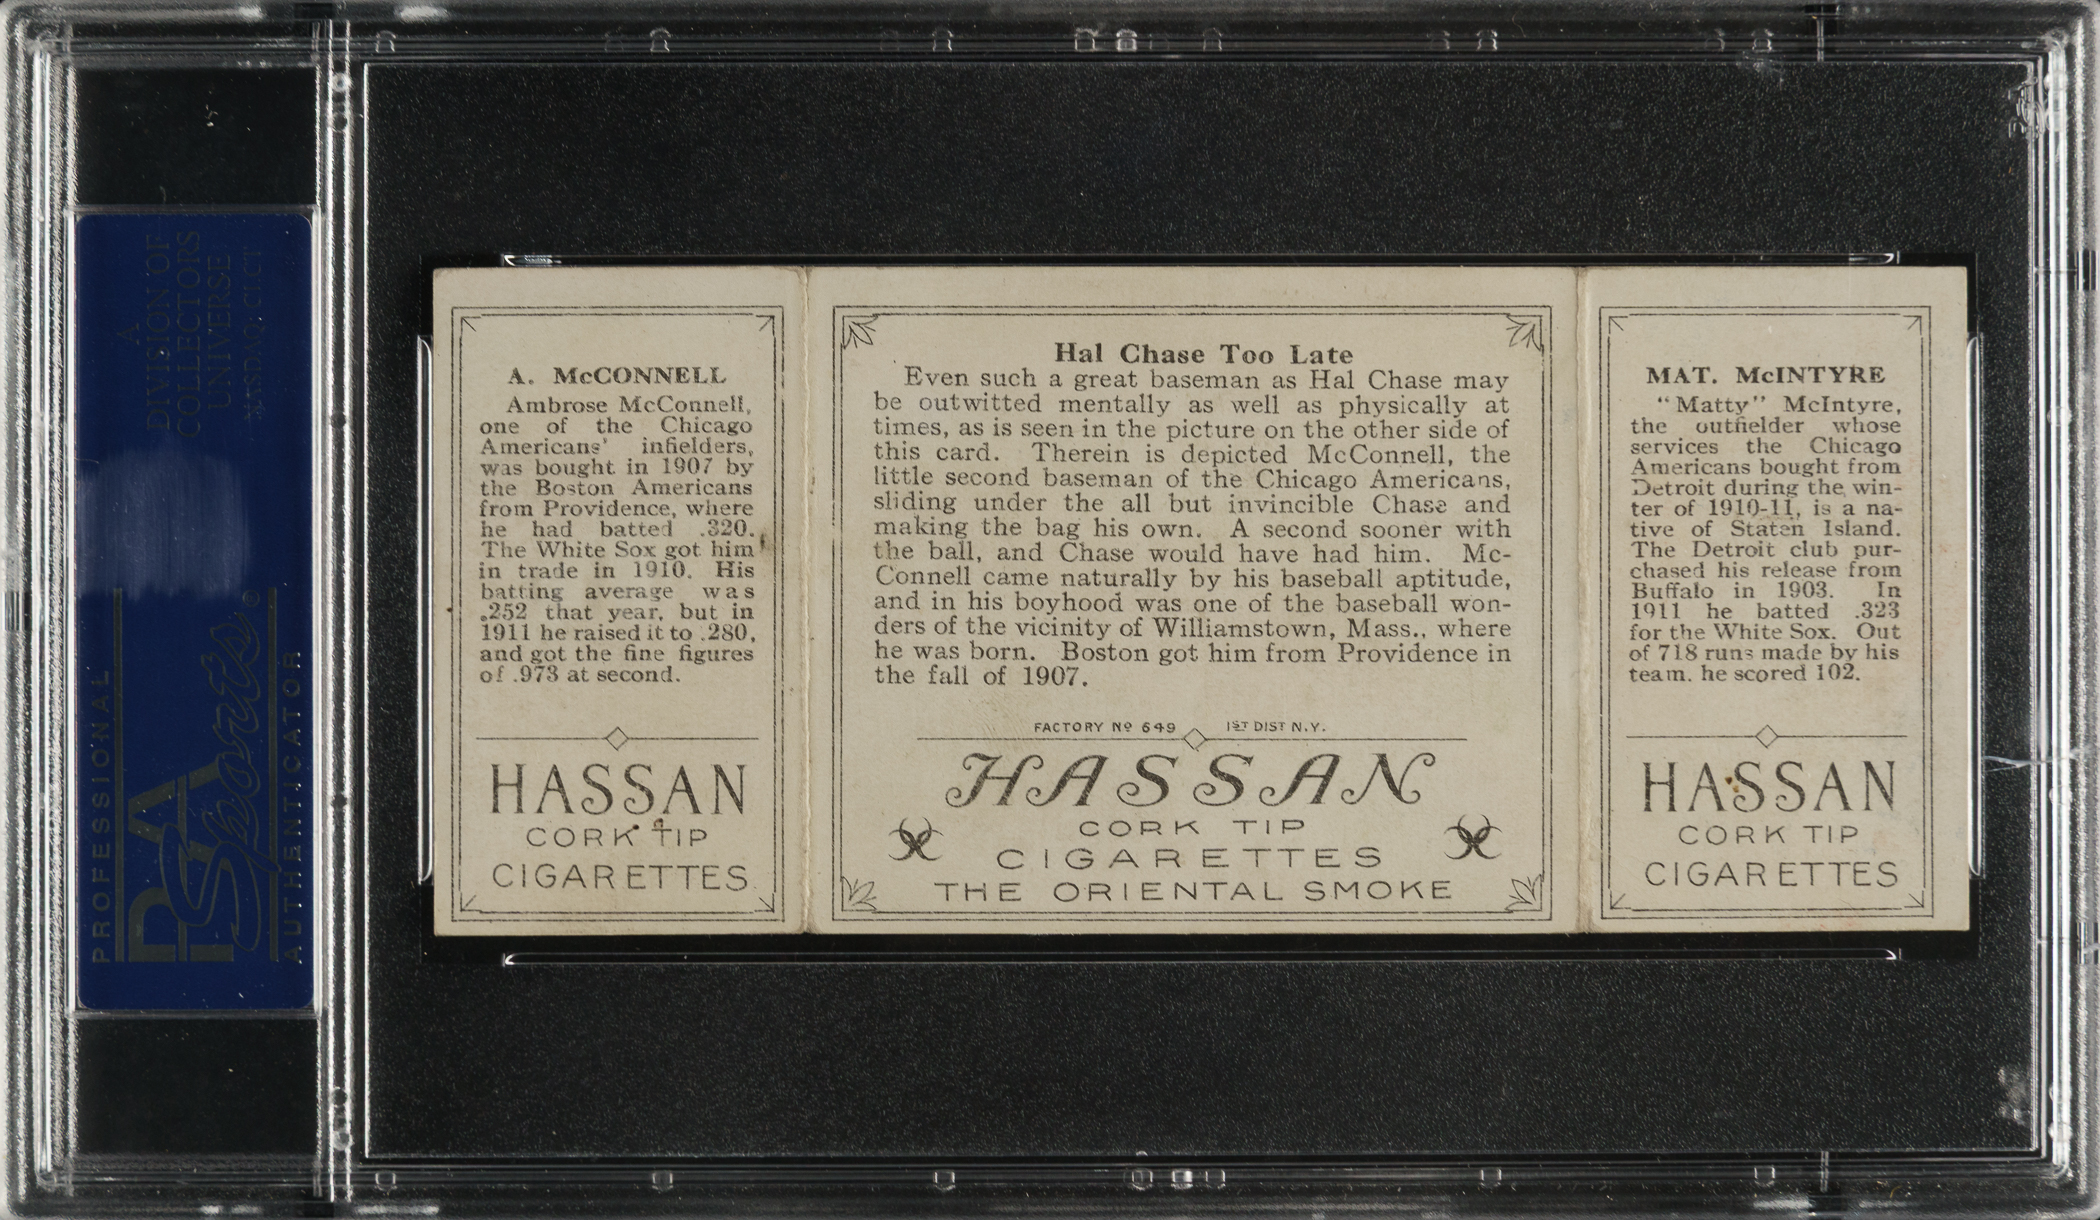 A
DIVISION OF
COLLECTORS
UNIVERSE
NASDAQ: CLCT
PROFESSIONAL
PSA
Sports
AUTHENTICATOR
A. McCONNELL
Ambrose McConnell,
one of the Chicago
Americans' infielders,
was bought in 1907 by
the Boston Americans
from Providence, where
he had batted .320.
The White Sox got him
in trade in 1910. His
batting average was
.252 that year, but in
1911 he raised it to .280,
and got the fine figures
of .973 at second.
HASSAN
CORK TIP
CIGARETTES
Hal Chase Too Late
Even such a great baseman as Hal Chase may
be outwitted mentally as well as physically at
times, as is seen in the picture on the other side of
this card. Therein is depicted McConnell, the
little second baseman of the Chicago Americans,
sliding under the all but invincible Chase and
making the bag his own. A second sooner with
the ball, and Chase would have had him. Mc-
Connell came naturally by his baseball aptitude,
and in his boyhood was one of the baseball won-
ders of the vicinity of Williamstown, Mass., where
he was born. Boston got him from Providence in
the fall of 1907.
FACTORY Nº 649 1ST DIST N.Y.
HASSAN
CORK TIP
CIGARETTES
THE ORIENTAL SMOKE
MAT. McINTYRE
"Matty" McIntyre,
the outfielder whose
services the Chicago
Americans bought from
Detroit during the win-
ter of 1910-11, is a na-
tive of Staten Island.
The Detroit club pur-
chased his release from
Buffalo in 1903. In
1911 he batted .323
for the White Sox. Out
of 718 runs made by his
team. he scored 102.
HASSAN
CORK TIP
CIGARETTES